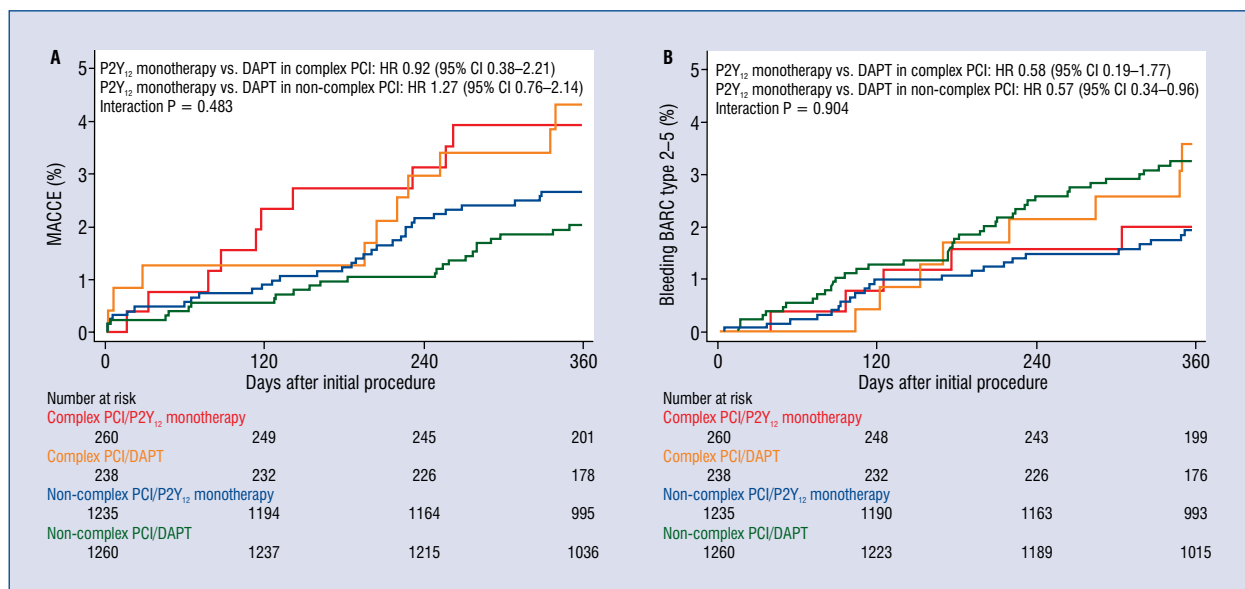 A
P2Y₁₂ monotherapy vs. DAPT in complex PCI: HR 0.92 (95% CI 0.38–2.21)
P2Y₁₂ monotherapy vs. DAPT in non-complex PCI: HR 1.27 (95% CI 0.76–2.14)
Interaction P = 0.483
MACCE (%)
5
4
3
2
1
0
0 120 240 360
Days after initial procedure
Number at risk
Complex PCI/P2Y₁₂ monotherapy
260 249 245 201
Complex PCI/DAPT
238 232 226 178
Non-complex PCI/P2Y₁₂ monotherapy
1235 1194 1164 995
Non-complex PCI/DAPT
1260 1237 1215 1036
B
P2Y₁₂ monotherapy vs. DAPT in complex PCI: HR 0.58 (95% CI 0.19–1.77)
P2Y₁₂ monotherapy vs. DAPT in non-complex PCI: HR 0.57 (95% CI 0.34–0.96)
Interaction P = 0.904
Bleeding BARC type 2–5 (%)
5
4
3
2
1
0
0 120 240 360
Days after initial procedure
Number at risk
Complex PCI/P2Y₁₂ monotherapy
260 248 243 199
Complex PCI/DAPT
238 232 226 176
Non-complex PCI/P2Y₁₂ monotherapy
1235 1190 1163 993
Non-complex PCI/DAPT
1260 1223 1189 1015